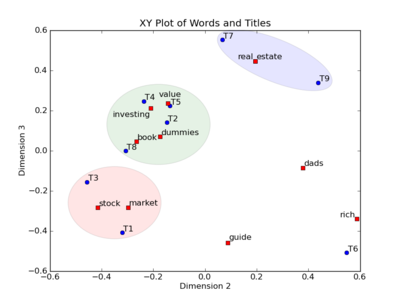 XY Plot of Words and Titles
0.6
T7
real estate
T9
0.4
T4
value
T5
investing
0.2
T2
book
dummies
T8
0.0
Dimension 3
T3
dads
−0.2
stock
market
rich
T1
guide
−0.4
T6
−0.6
−0.6
−0.4
−0.2
0.0
0.2
0.4
0.6
Dimension 2